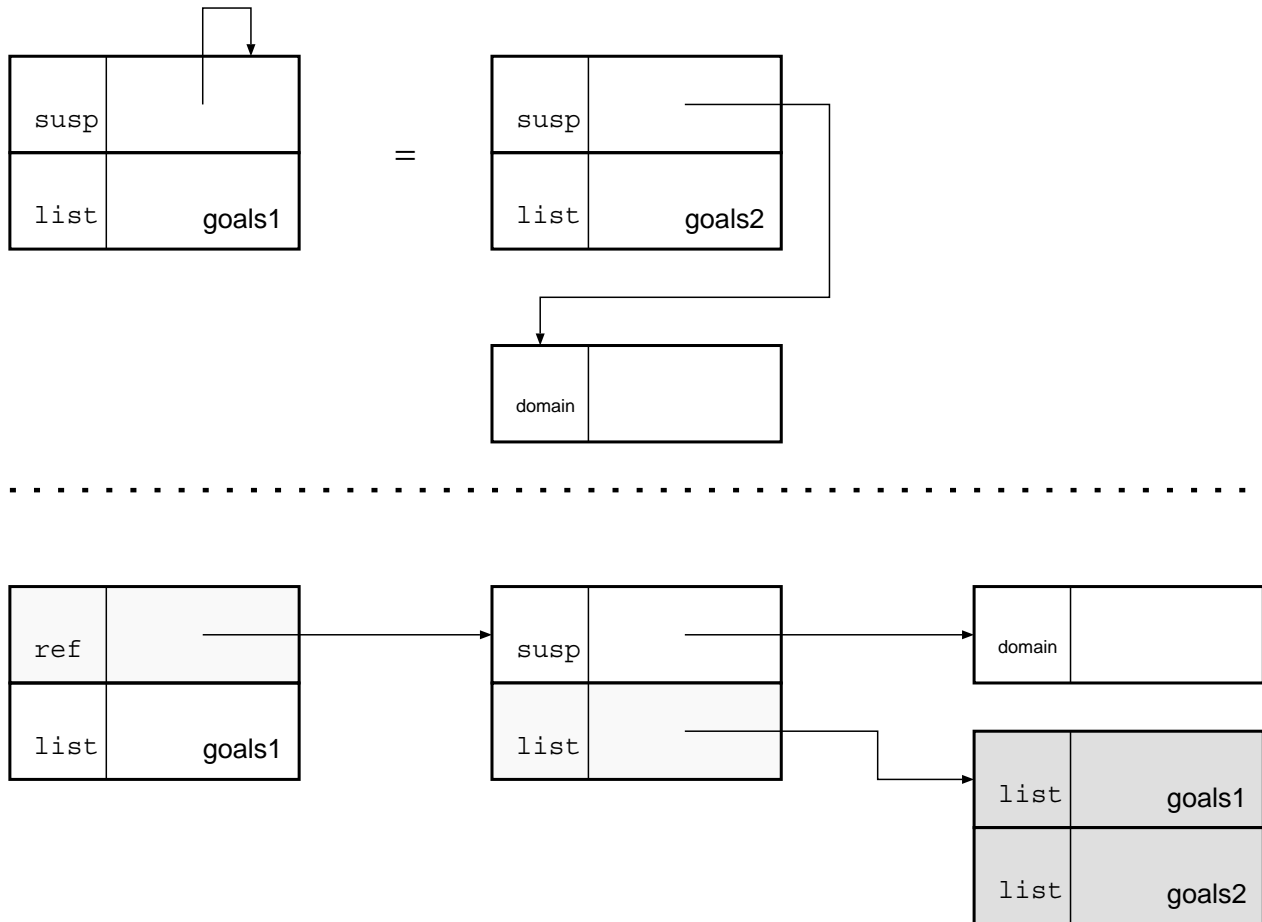 susp
list goals1
=
susp
list goals2
domain
ref
list goals1
susp
list
domain
list goals1
list goals2